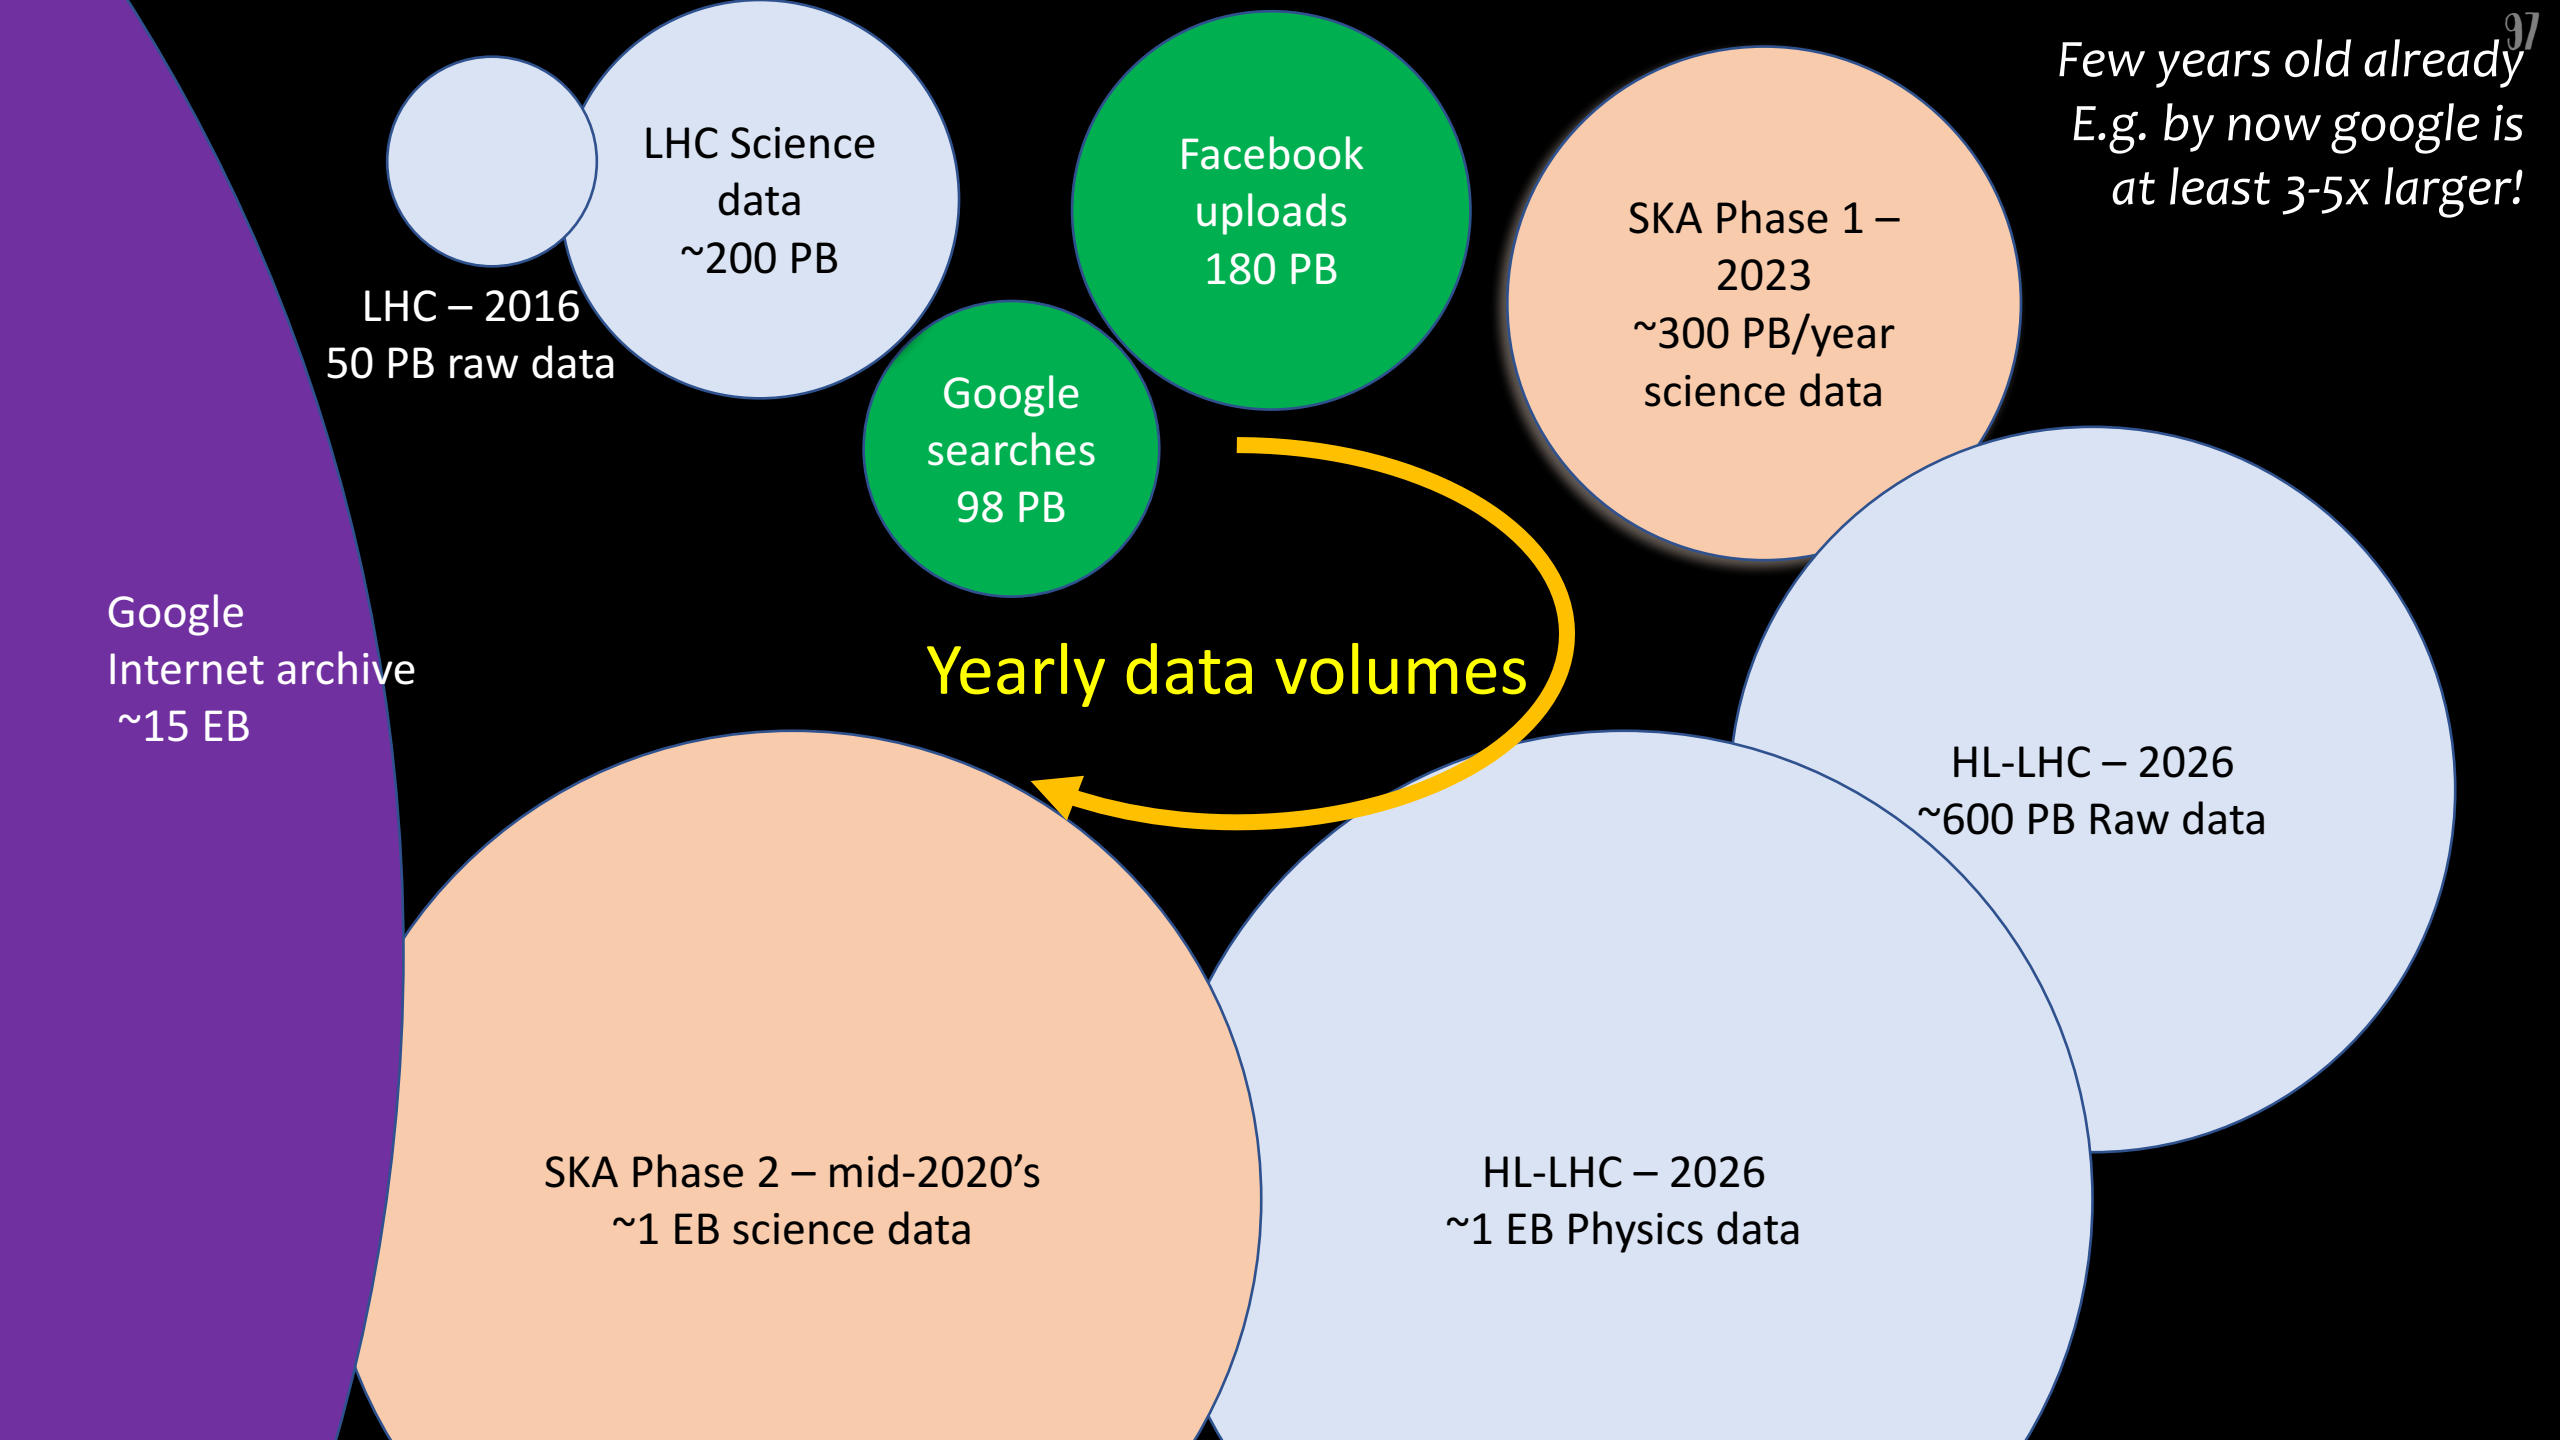 97
Few years old already
E.g. by now google is
at least 3-5x larger!
LHC Science
data
~200 PB
LHC – 2016
50 PB raw data
Facebook
uploads
180 PB
Google
searches
98 PB
SKA Phase 1 –
2023
~300 PB/year
science data
Google
Internet archive
~15 EB
Yearly data volumes
HL-LHC – 2026
~600 PB Raw data
SKA Phase 2 – mid-2020’s
~1 EB science data
HL-LHC – 2026
~1 EB Physics data